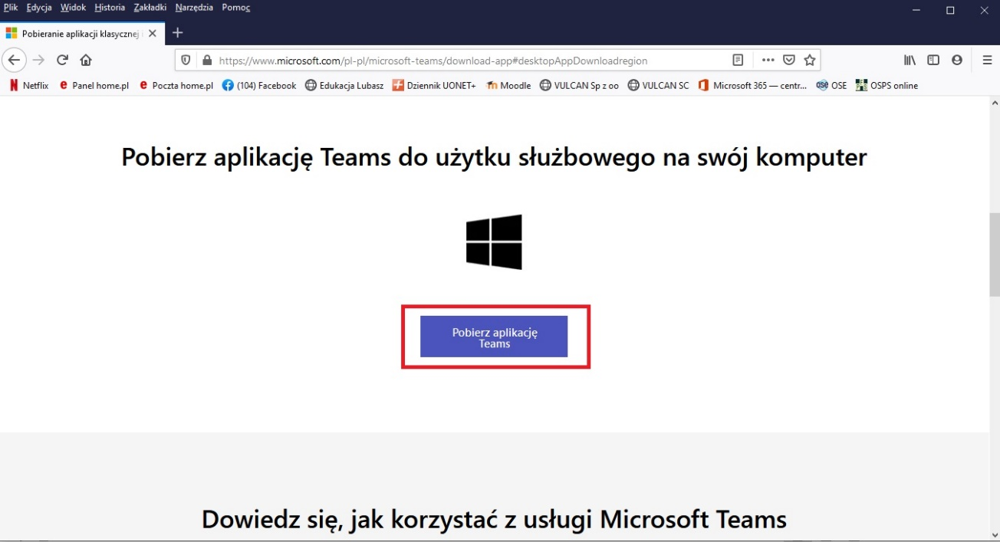 Plik Edycja Widok Historia Zakładki Narzędzia Pomoc
Pobieranie aplikacji klasycznej i
https://www.microsoft.com/pl-pl/microsoft-teams/download-app#desktopAppDownloadregion
Netflix Panel home.pl Poczta home.pl (104) Facebook Edukacja Lubasz Dziennik UONET+ Moodle VULCAN Sp z oo VULCAN SC Microsoft 365 — centr... OSE OSPS online
Pobierz aplikację Teams do użytku służbowego na swój komputer
Pobierz aplikację
Teams
Dowiedz się, jak korzystać z usługi Microsoft Teams